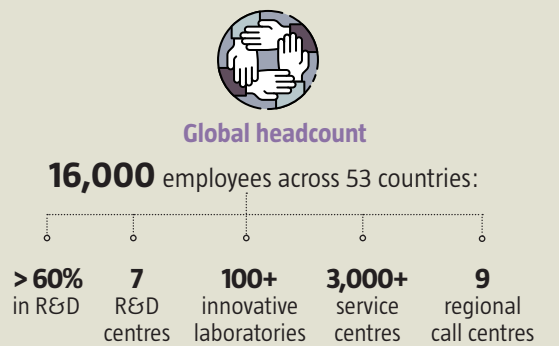 Global headcount
16,000 employees across 53 countries:
> 60%
in R&D
7
R&D
centres
100+
innovative
laboratories
3,000+
service
centres
9
regional
call centres